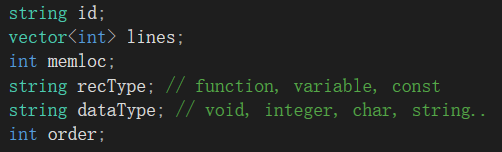 string id;
vector<int> lines;
int memloc;
string recType; // function, variable, const
string dataType; // void, integer, char, string..
int order;